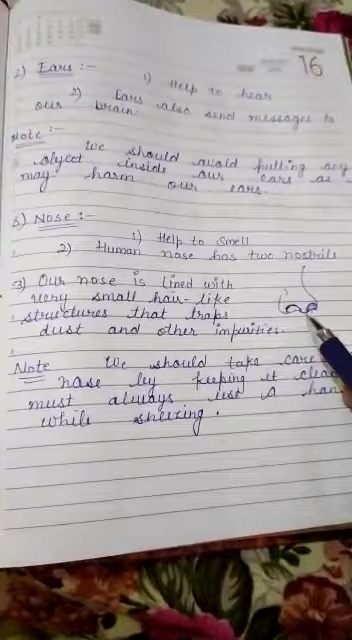 16
2) Ears :-
1) Help to hear
2) Ears also send messages to
our brain.
Note :-
We should avoid putting any
object inside our ears as
may harm our ears.
3) Nose :-
1) Help to Smell
2) Human nose has two nostrils
3) Our nose is lined with
very small hair-like
structures that traps
dust and other impurities.
Note We should take care
nose by keeping it clean
must always use a han
while sneezing.